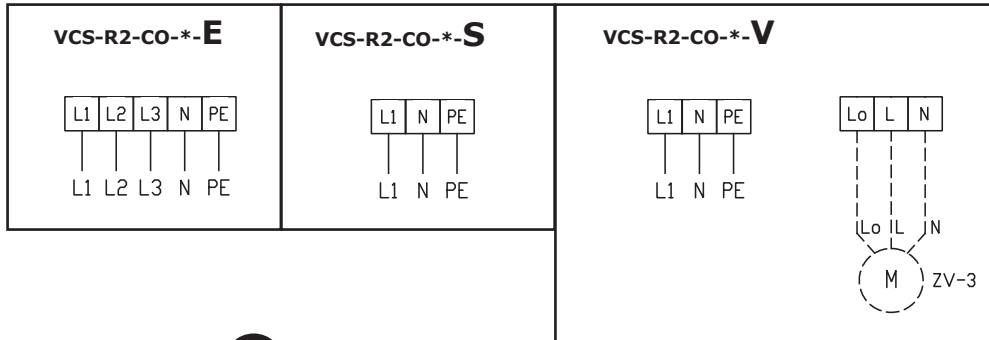 VCS-R2-CO-*-E
L1 L2 L3 N PE
L1 L2 L3 N PE
VCS-R2-CO-*-S
L1 N PE
L1 N PE
VCS-R2-CO-*-V
L1 N PE
L1 N PE
Lo L N
Lo L N
M ZV-3